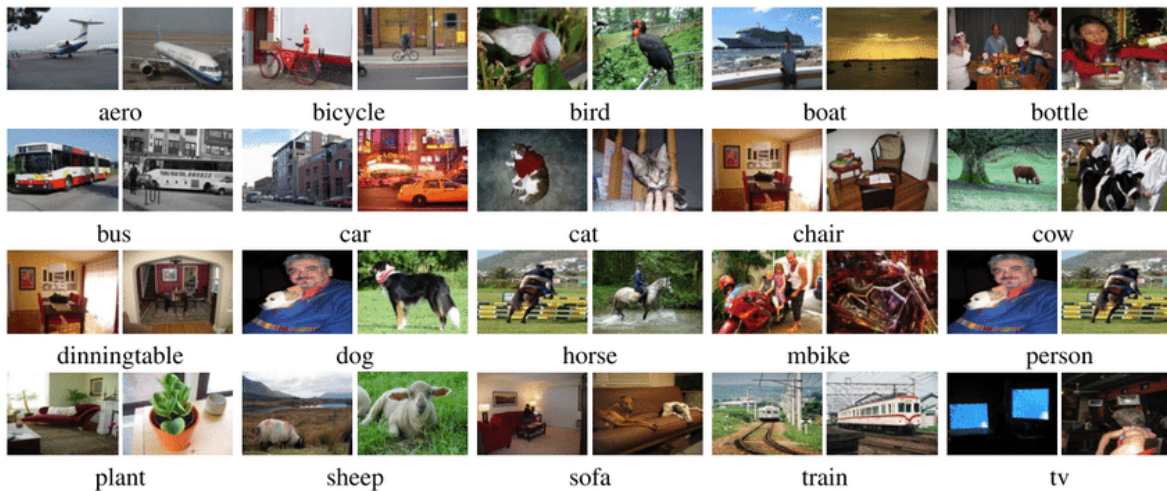 aero bicycle bird boat bottle
bus car cat chair cow
dinningtable dog horse mbike person
plant sheep sofa train tv